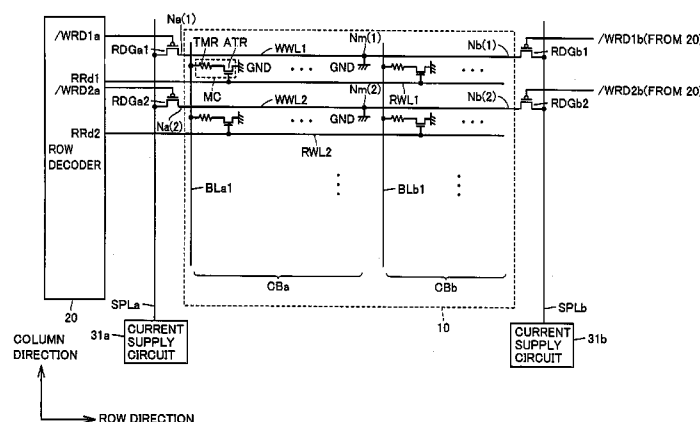 Na(1)
/WRD1a
RDGa1
TMR ATR
WWL1
Nm(1)
Nb(1)
/WRD1b(FROM 20)
RDGb1
GND
GND
RRd1
/WRD2a
RDGa2
MC
WWL2
RWL1
Nm(2)
Nb(2)
/WRD2b(FROM 20)
RDGb2
Na(2)
GND
RRd2
ROW
DECODER
RWL2
BLa1
BLb1
CBa
CBb
20
SPLa
10
SPLb
31a
CURRENT
SUPPLY
CIRCUIT
CURRENT
SUPPLY
CIRCUIT
31b
COLUMN
DIRECTION
ROW DIRECTION